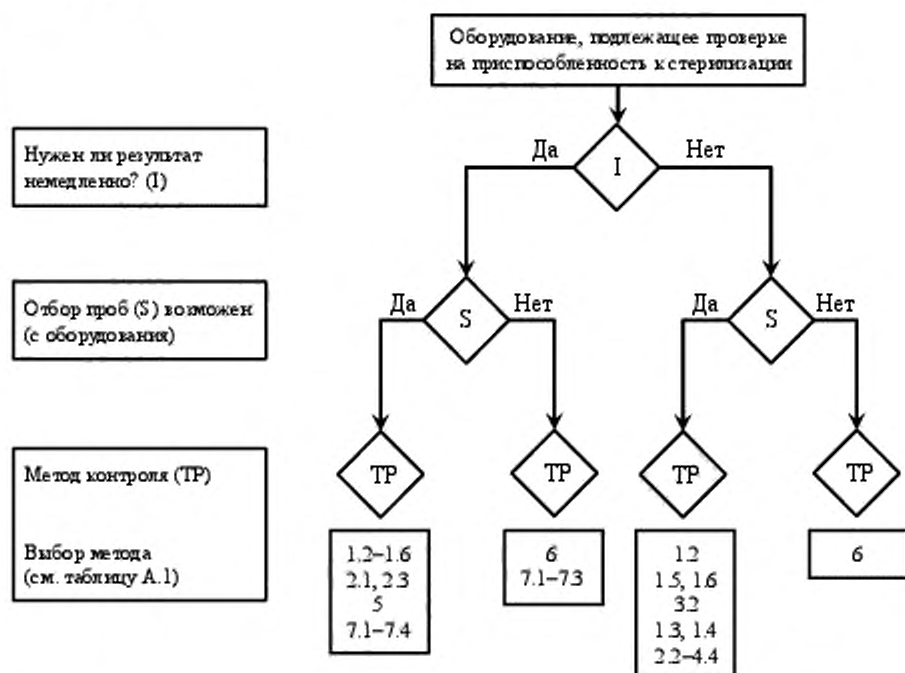 Оборудование, подлежащее проверке
на приспособленность к стерилизации
Нужен ли результат
немедленно? (I)
Да
I
Нет
Отбор проб (S) возможен
(с оборудования)
Да
S
Нет
Да
S
Нет
Метод контроля (TP)
TP
TP
TP
TP
Выбор метода
(см. таблицу А.1)
1.2–1.6
2.1, 2.3
5
7.1–7.4
6
7.1–7.3
1.2
1.5, 1.6
3.2
1.3, 1.4
2.2–4.4
6